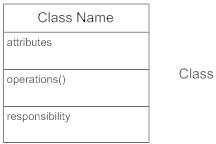 Class Name
attributes
operations()
Class
responsibility